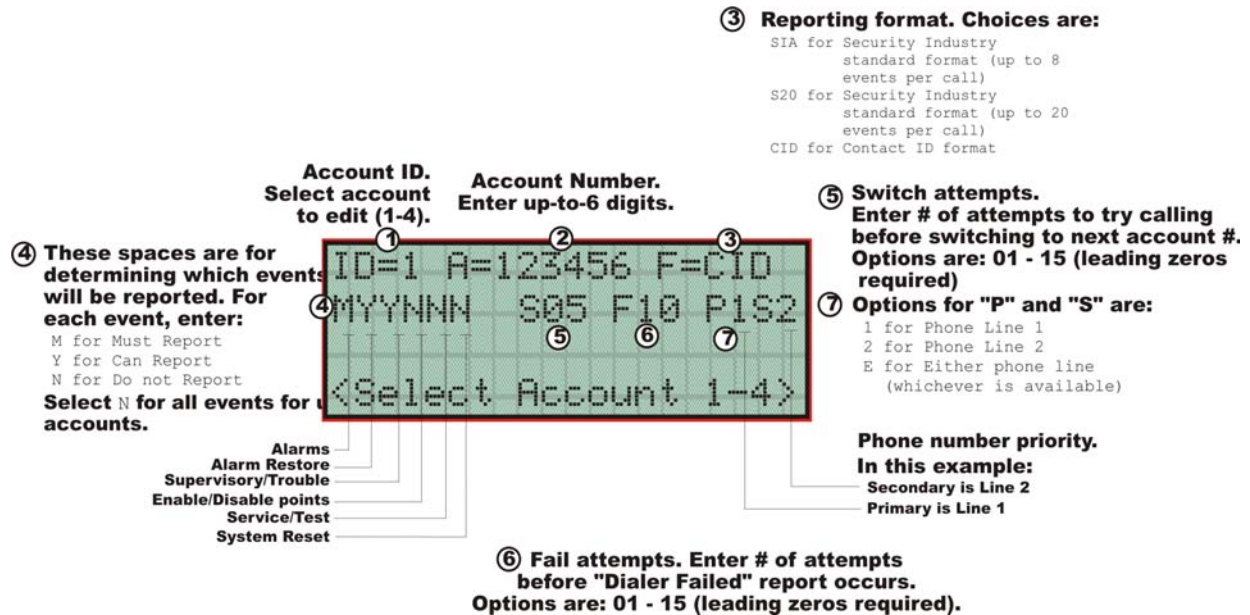 ③ Reporting format. Choices are:
SIA for Security Industry
standard format (up to 8
events per call)
S20 for Security Industry
standard format (up to 20
events per call)
CID for Contact ID format
Account ID.
Select account
to edit (1-4).
Account Number.
Enter up-to-6 digits.
⑤ Switch attempts.
Enter # of attempts to try calling
before switching to next account #.
Options are: 01 - 15 (leading zeros
required)
④ These spaces are for
determining which events
will be reported. For
each event, enter:
M for Must Report
Y for Can Report
N for Do not Report
Select N for all events for
accounts.
① ② ③
ID=1 A=123456 F=CID
④ MYYNNN S05 F10 P1S2
⑤ ⑥ ⑦
<Select Account 1-4>
⑦ Options for "P" and "S" are:
1 for Phone Line 1
2 for Phone Line 2
E for Either phone line
(whichever is available)
Alarms
Alarm Restore
Supervisory/Trouble
Enable/Disable points
Service/Test
System Reset
Phone number priority.
In this example:
Secondary is Line 2
Primary is Line 1
⑥ Fail attempts. Enter # of attempts
before "Dialer Failed" report occurs.
Options are: 01 - 15 (leading zeros required).